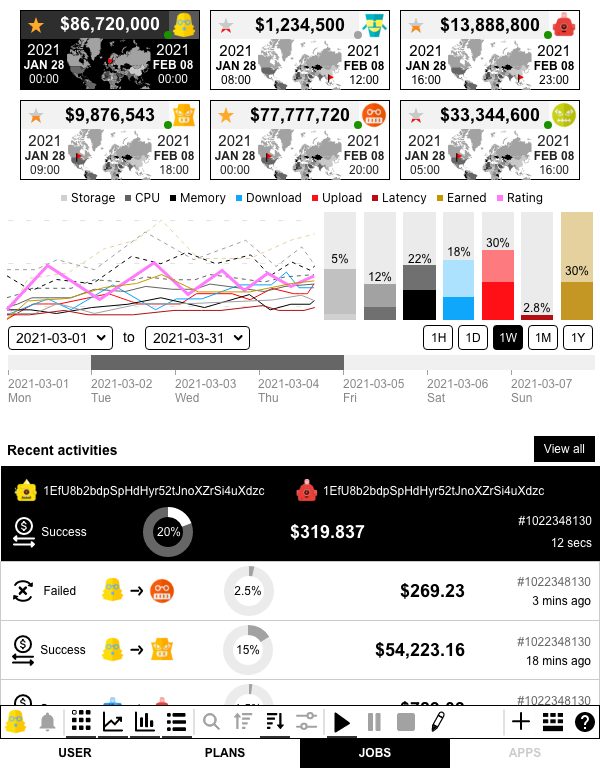 $86,720,000
2021 2021
JAN 28 FEB 08
00:00 00:00
$1,234,500
2021 2021
JAN 28 FEB 08
08:00 12:00
$13,888,800
2021 2021
JAN 28 FEB 08
16:00 23:00
$9,876,543
2021 2021
JAN 28 FEB 08
09:00 18:00
$77,777,720
2021 2021
JAN 28 FEB 08
00:00 20:00
$33,344,600
2021 2021
JAN 28 FEB 08
05:00 16:00
Storage CPU Memory Download Upload Latency Earned Rating
5% 12% 22% 18% 30% 2.8% 30%
2021-03-01 to 2021-03-31 1H 1D 1W 1M 1Y
2021-03-01 2021-03-02 2021-03-03 2021-03-04 2021-03-05 2021-03-06 2021-03-07
Mon Tue Wed Thu Fri Sat Sun
Recent activities View all
1EfU8b2bdpSpHdHyr52tJnoXZrSi4uXdzc 1EfU8b2bdpSpHdHyr52tJnoXZrSi4uXdzc
Success 20% $319.837 #1022348130
12 secs
Failed 2.5% $269.23 #1022348130
3 mins ago
Success 15% $54,223.16 #1022348130
18 mins ago
#1022348130
USER PLANS JOBS APPS